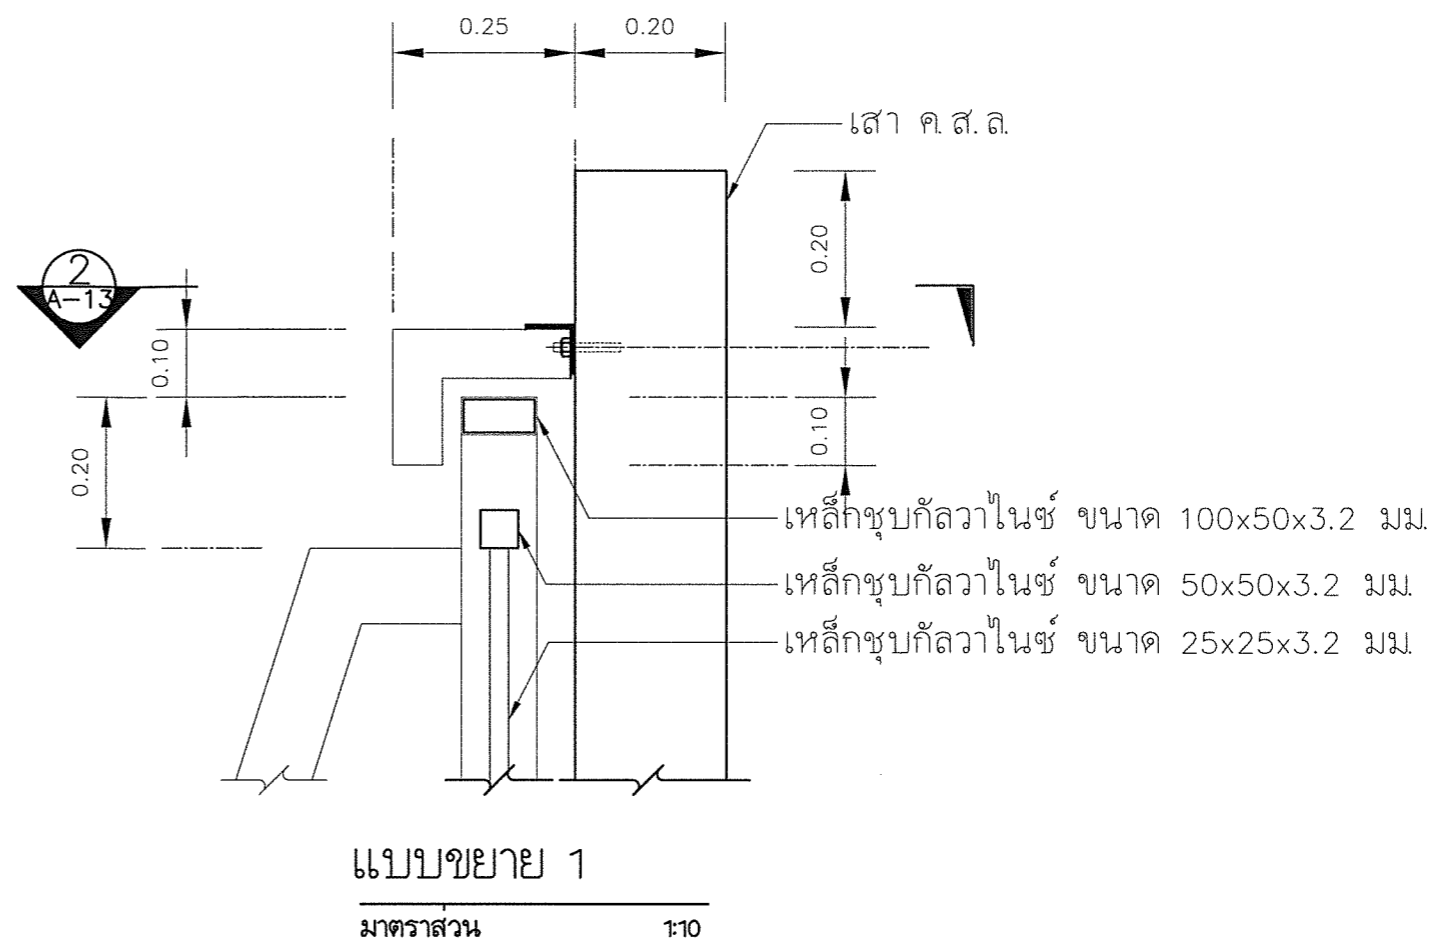 0.25
0.20
เสา ค.ส.ล.
2
A-13
0.20
0.10
0.20
0.10
เหล็กชุบกัลวาไนซ์ ขนาด 100x50x3.2 มม.
เหล็กชุบกัลวาไนซ์ ขนาด 50x50x3.2 มม.
เหล็กชุบกัลวาไนซ์ ขนาด 25x25x3.2 มม.
แบบขยาย 1
มาตราส่วน 1:10